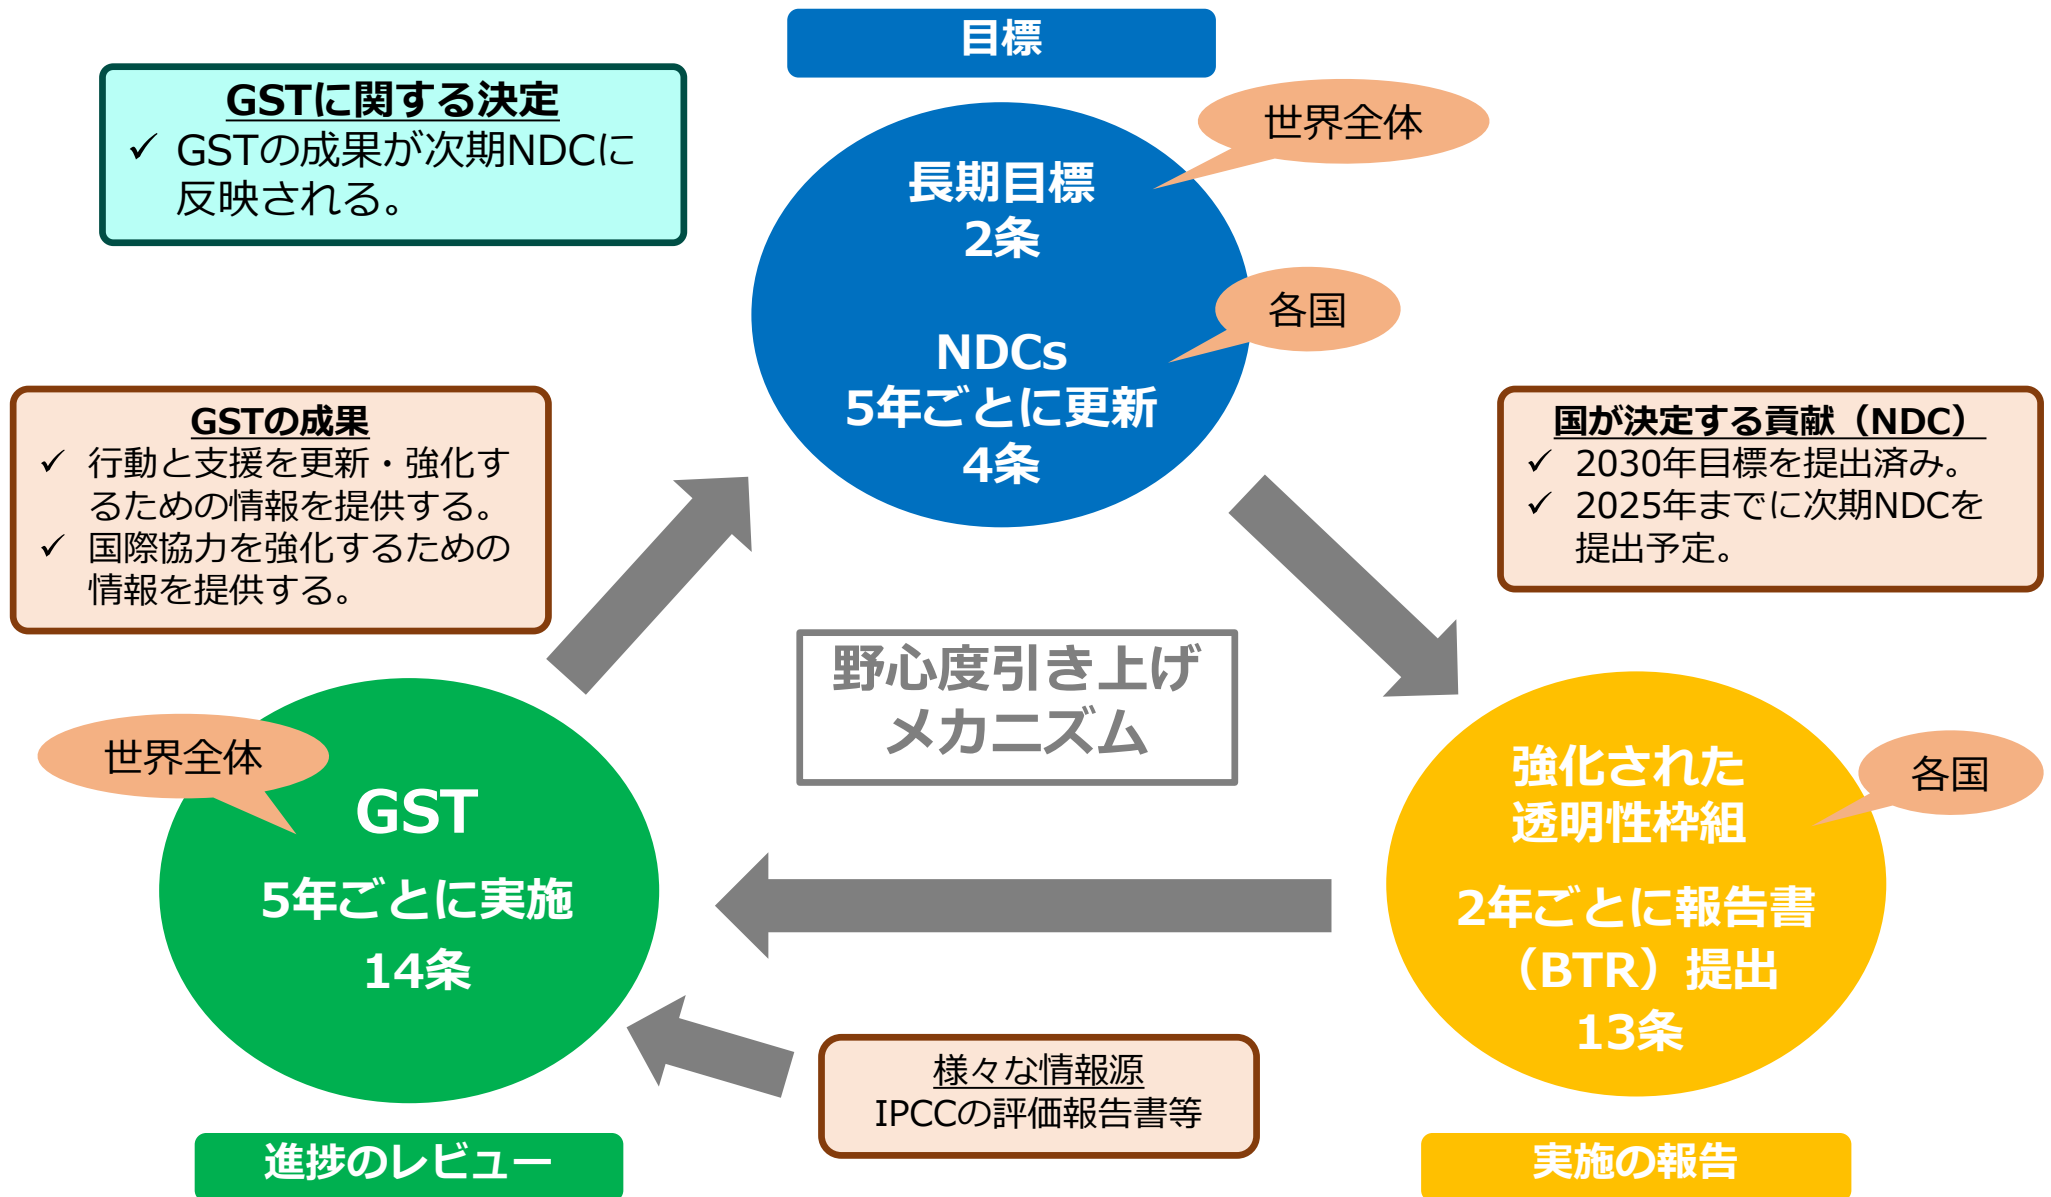 目標
GSTに関する決定
✓ GSTの成果が次期NDCに
反映される。
世界全体
長期目標
2条
各国
NDCs
5年ごとに更新
4条
GSTの成果
✓ 行動と支援を更新・強化す
るための情報を提供する。
✓ 国際協力を強化するための
情報を提供する。
国が決定する貢献（NDC）
✓ 2030年目標を提出済み。
✓ 2025年までに次期NDCを
提出予定。
野心度引き上げ
メカニズム
世界全体
GST
5年ごとに実施
14条
各国
強化された
透明性枠組
2年ごとに報告書
（BTR）提出
13条
様々な情報源
IPCCの評価報告書等
進捗のレビュー
実施の報告